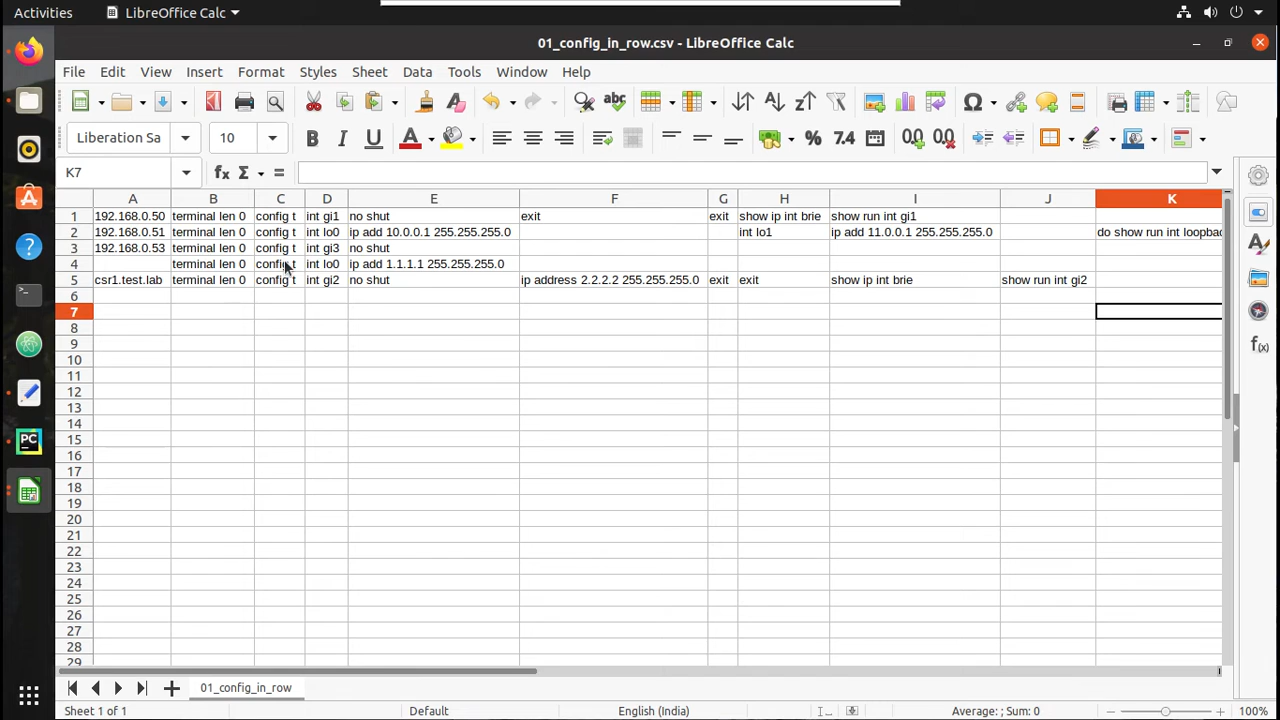 Activities LibreOffice Calc
01_config_in_row.csv - LibreOffice Calc
File Edit View Insert Format Styles Sheet Data Tools Window Help
Liberation Sa 10
K7
A B C D E F G H I J K
1 192.168.0.50 terminal len 0 config t int gi1 no shut exit exit show ip int brie show run int gi1
2 192.168.0.51 terminal len 0 config t int lo0 ip add 10.0.0.1 255.255.255.0 int lo1 ip add 11.0.0.1 255.255.255.0 do show run int loopbac
3 192.168.0.53 terminal len 0 config t int gi3 no shut
4 terminal len 0 config t int lo0 ip add 1.1.1.1 255.255.255.0
5 csr1.test.lab terminal len 0 config t int gi2 no shut ip address 2.2.2.2 255.255.255.0 exit exit show ip int brie show run int gi2
6
7
8
9
10
11
12
13
14
15
16
17
18
19
20
21
22
23
24
25
26
27
28
29
01_config_in_row
Sheet 1 of 1 Default English (India) Average: ; Sum: 0 100%